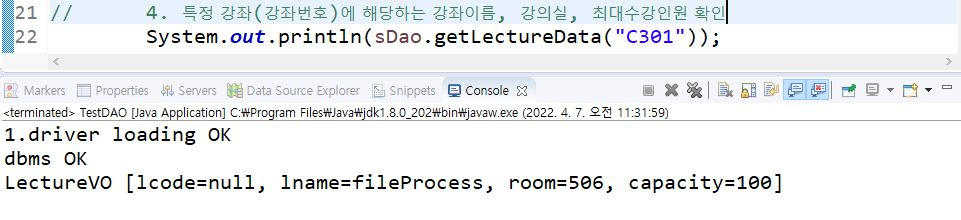 21 // 4. 특정 강좌(강좌번호)에 해당하는 강좌이름, 강의실, 최대수강인원 확인
22 System.out.println(sDao.getLectureData("C301"));
Markers Properties Servers Data Source Explorer Snippets Console
<terminated> TestDAO [Java Application] C:₩Program Files₩Java₩jdk1.8.0_202₩bin₩javaw.exe (2022. 4. 7. 오전 11:31:59)
1.driver loading OK
dbms OK
LectureVO [lcode=null, lname=fileProcess, room=506, capacity=100]